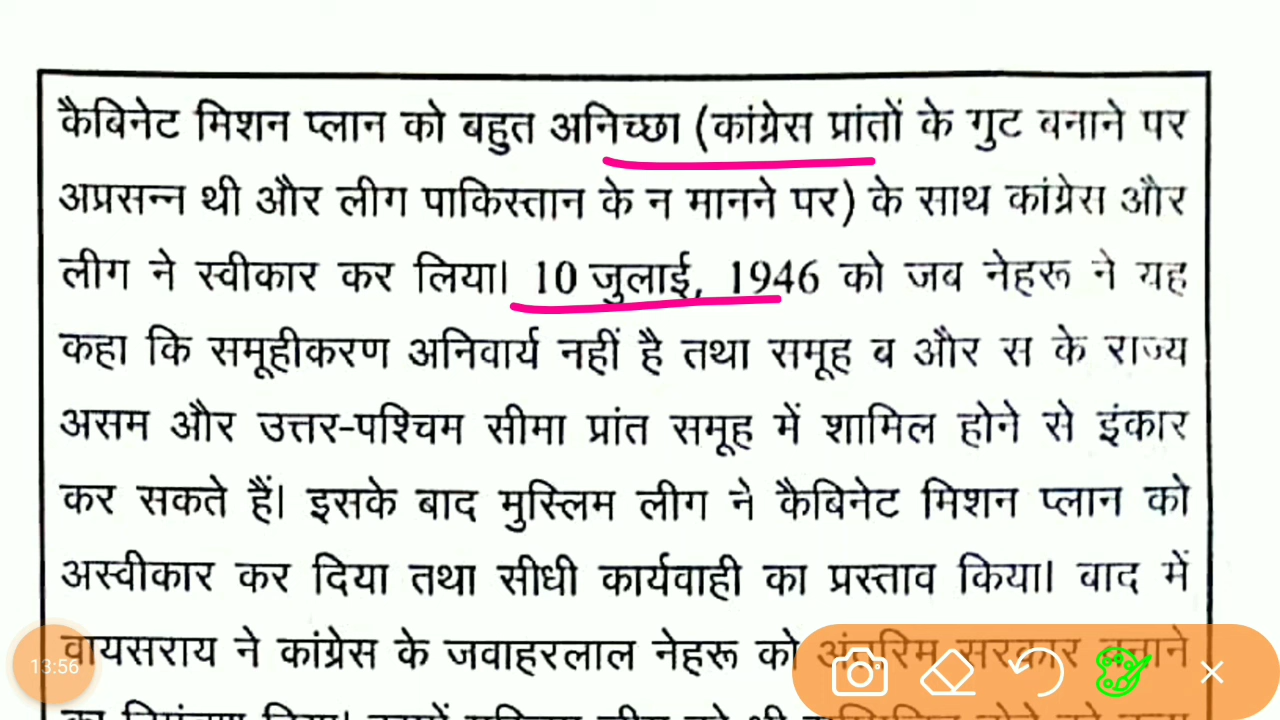 कैबिनेट मिशन प्लान को बहुत अनिच्छा (कांग्रेस प्रांतों के गुट बनाने पर
अप्रसन्न थी और लीग पाकिस्तान के न मानने पर) के साथ कांग्रेस और
लीग ने स्वीकार कर लिया। 10 जुलाई, 1946 को जब नेहरू ने यह
कहा कि समूहीकरण अनिवार्य नहीं है तथा समूह ब और स के राज्य
असम और उत्तर-पश्चिम सीमा प्रांत समूह में शामिल होने से इंकार
कर सकते हैं। इसके बाद मुस्लिम लीग ने कैबिनेट मिशन प्लान को
अस्वीकार कर दिया तथा सीधी कार्यवाही का प्रस्ताव किया। बाद में
वायसराय ने कांग्रेस के जवाहरलाल नेहरू को अंतरिम सरकार बनाने
13:56